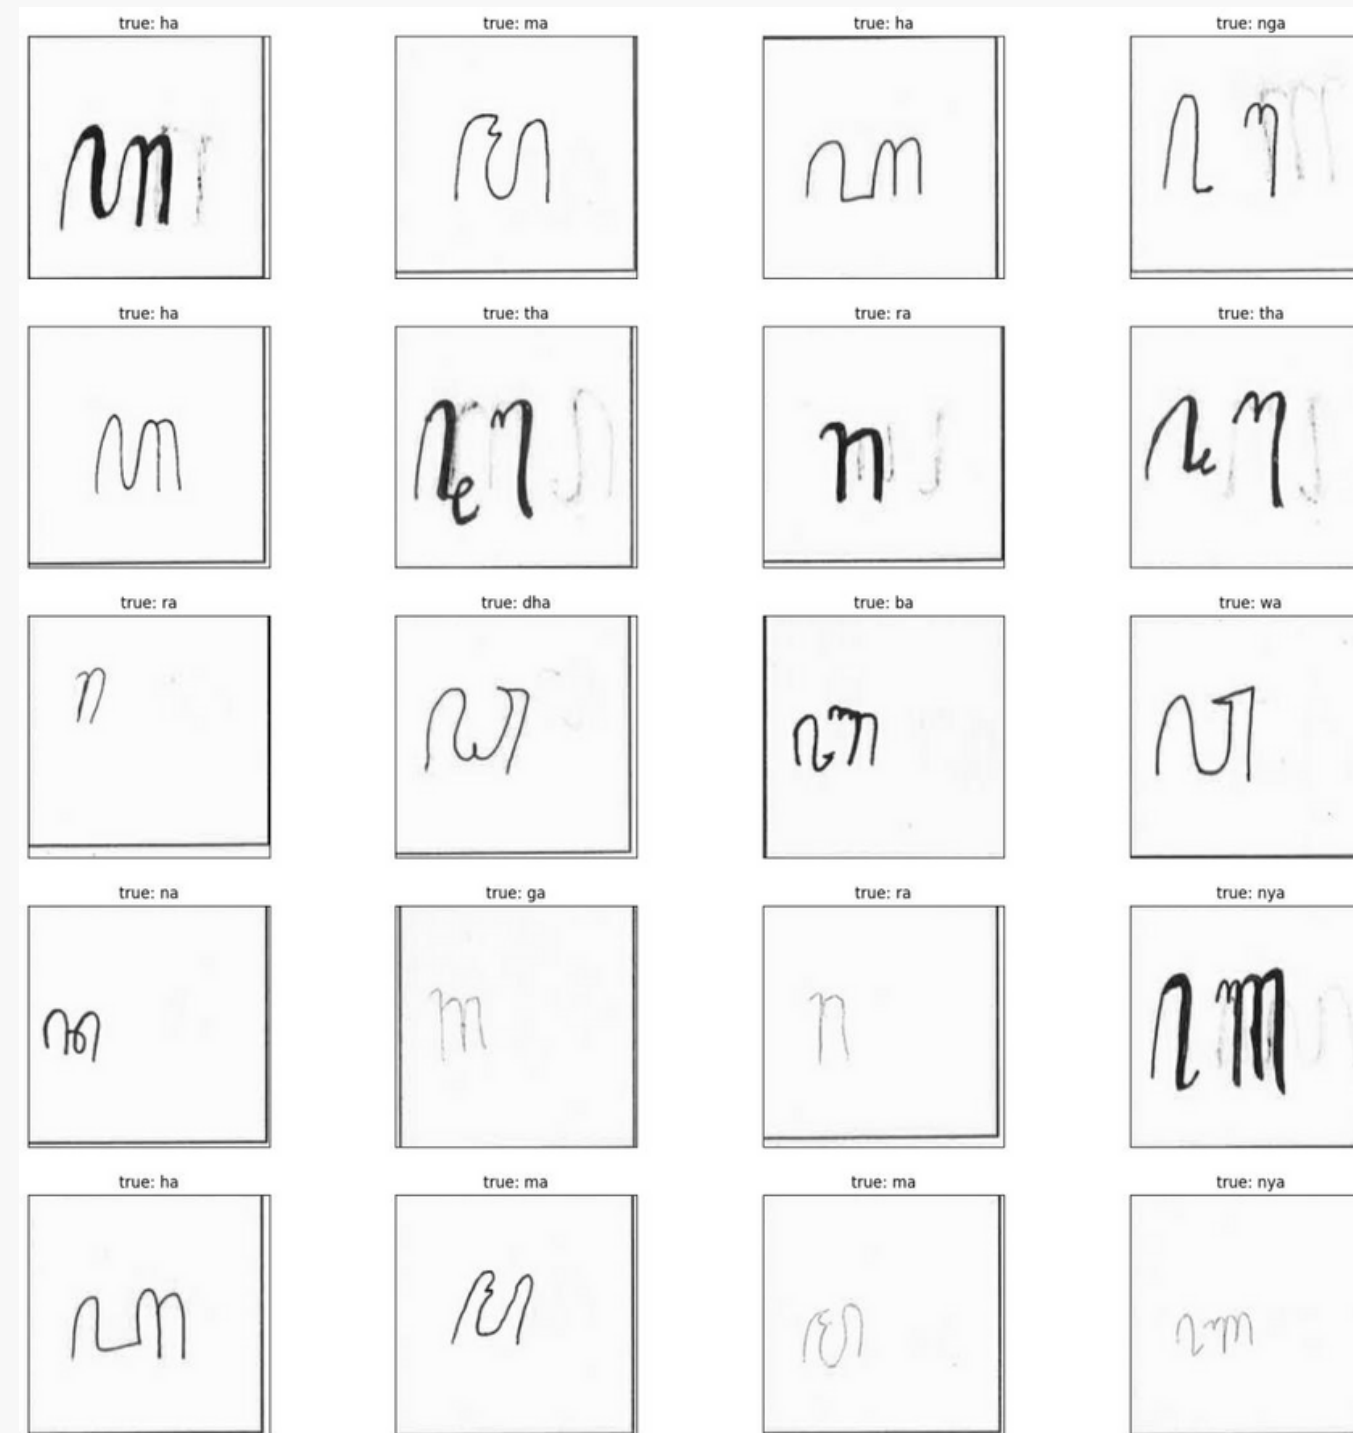 true: ha true: ma true: ha true: nga
ꦲ ꦩ ꦲ ꦔ
true: ha true: tha true: ra true: tha
ꦲ ꦛ ꦫ ꦛ
true: ra true: dha true: ba true: wa
ꦫ ꦣ ꦧ ꦮ
true: na true: ga true: ra true: nya
ꦤ ꦒ ꦫ ꦚ
true: ha true: ma true: ma true: nya
ꦲ ꦩ ꦩ ꦚ